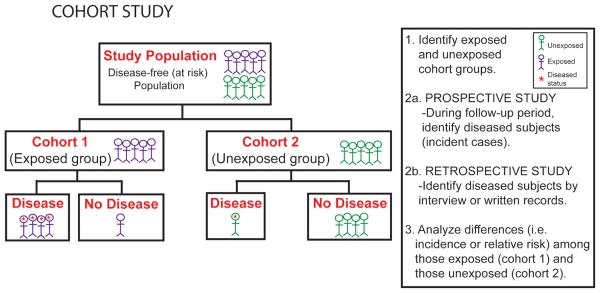 COHORT STUDY
Study Population
Disease-free (at risk)
Population
Cohort 1
(Exposed group)
Cohort 2
(Unexposed group)
Disease
No Disease
Disease
No Disease
Unexposed
Exposed
Diseased
status
1. Identify exposed
and unexposed
cohort groups.
2a. PROSPECTIVE STUDY
-During follow-up period,
identify diseased subjects
(incident cases).
2b. RETROSPECTIVE STUDY
-Identify diseased subjects by
interview or written records.
3. Analyze differences (i.e.
incidence or relative risk) among
those exposed (cohort 1) and
those unexposed (cohort 2).